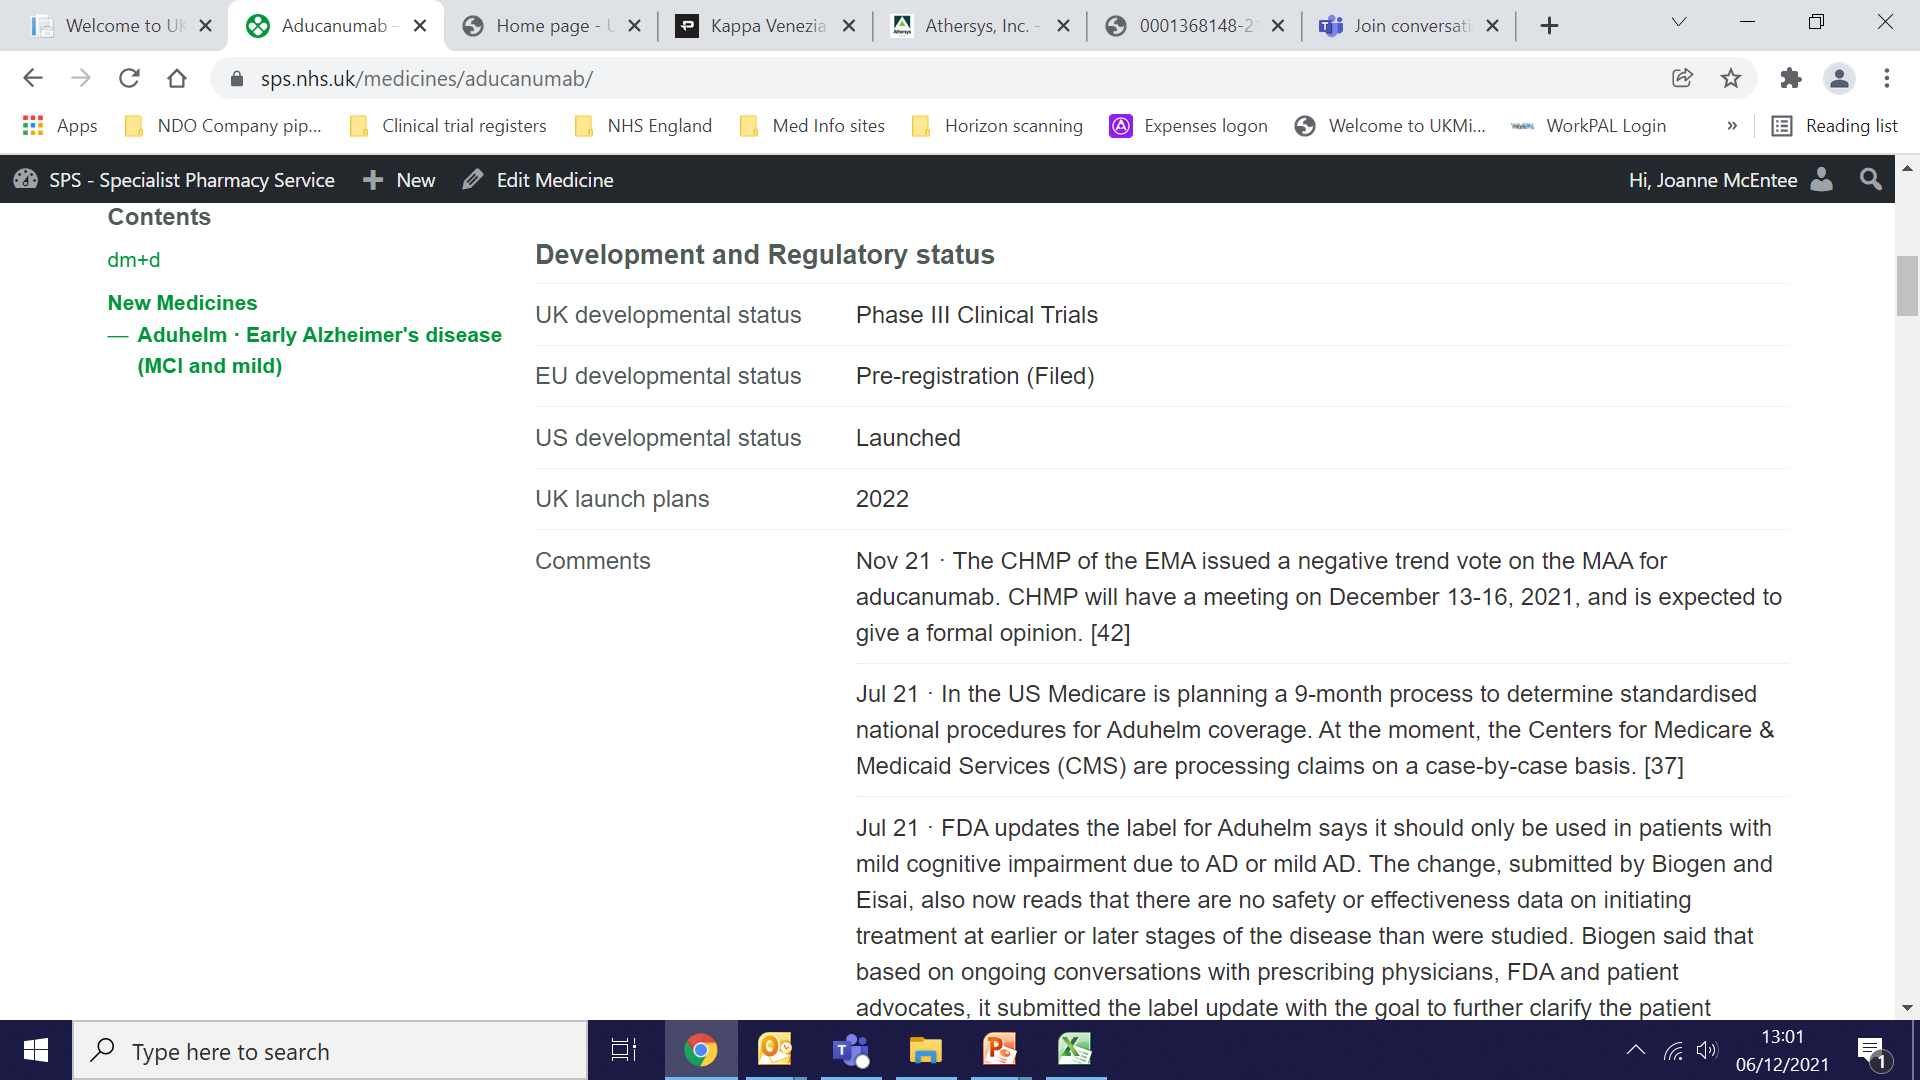 Welcome to UK
Aducanumab -
Home page - U
Kappa Venezia
Athersys, Inc. -
0001368148-2
Join conversati
sps.nhs.uk/medicines/aducanumab/
Apps
NDO Company pip...
Clinical trial registers
NHS England
Med Info sites
Horizon scanning
Expenses logon
Welcome to UKMi...
WorkPAL Login
»
Reading list
SPS - Specialist Pharmacy Service
New
Edit Medicine
Hi, Joanne McEntee
Contents
dm+d
New Medicines
— Aduhelm · Early Alzheimer's disease
(MCI and mild)
Development and Regulatory status
UK developmental status Phase III Clinical Trials
EU developmental status Pre-registration (Filed)
US developmental status Launched
UK launch plans 2022
Comments Nov 21 · The CHMP of the EMA issued a negative trend vote on the MAA for
aducanumab. CHMP will have a meeting on December 13-16, 2021, and is expected to
give a formal opinion. [42]
Jul 21 · In the US Medicare is planning a 9-month process to determine standardised
national procedures for Aduhelm coverage. At the moment, the Centers for Medicare &
Medicaid Services (CMS) are processing claims on a case-by-case basis. [37]
Jul 21 · FDA updates the label for Aduhelm says it should only be used in patients with
mild cognitive impairment due to AD or mild AD. The change, submitted by Biogen and
Eisai, also now reads that there are no safety or effectiveness data on initiating
treatment at earlier or later stages of the disease than were studied. Biogen said that
based on ongoing conversations with prescribing physicians, FDA and patient
advocates, it submitted the label update with the goal to further clarify the patient
Type here to search
13:01
06/12/2021
1